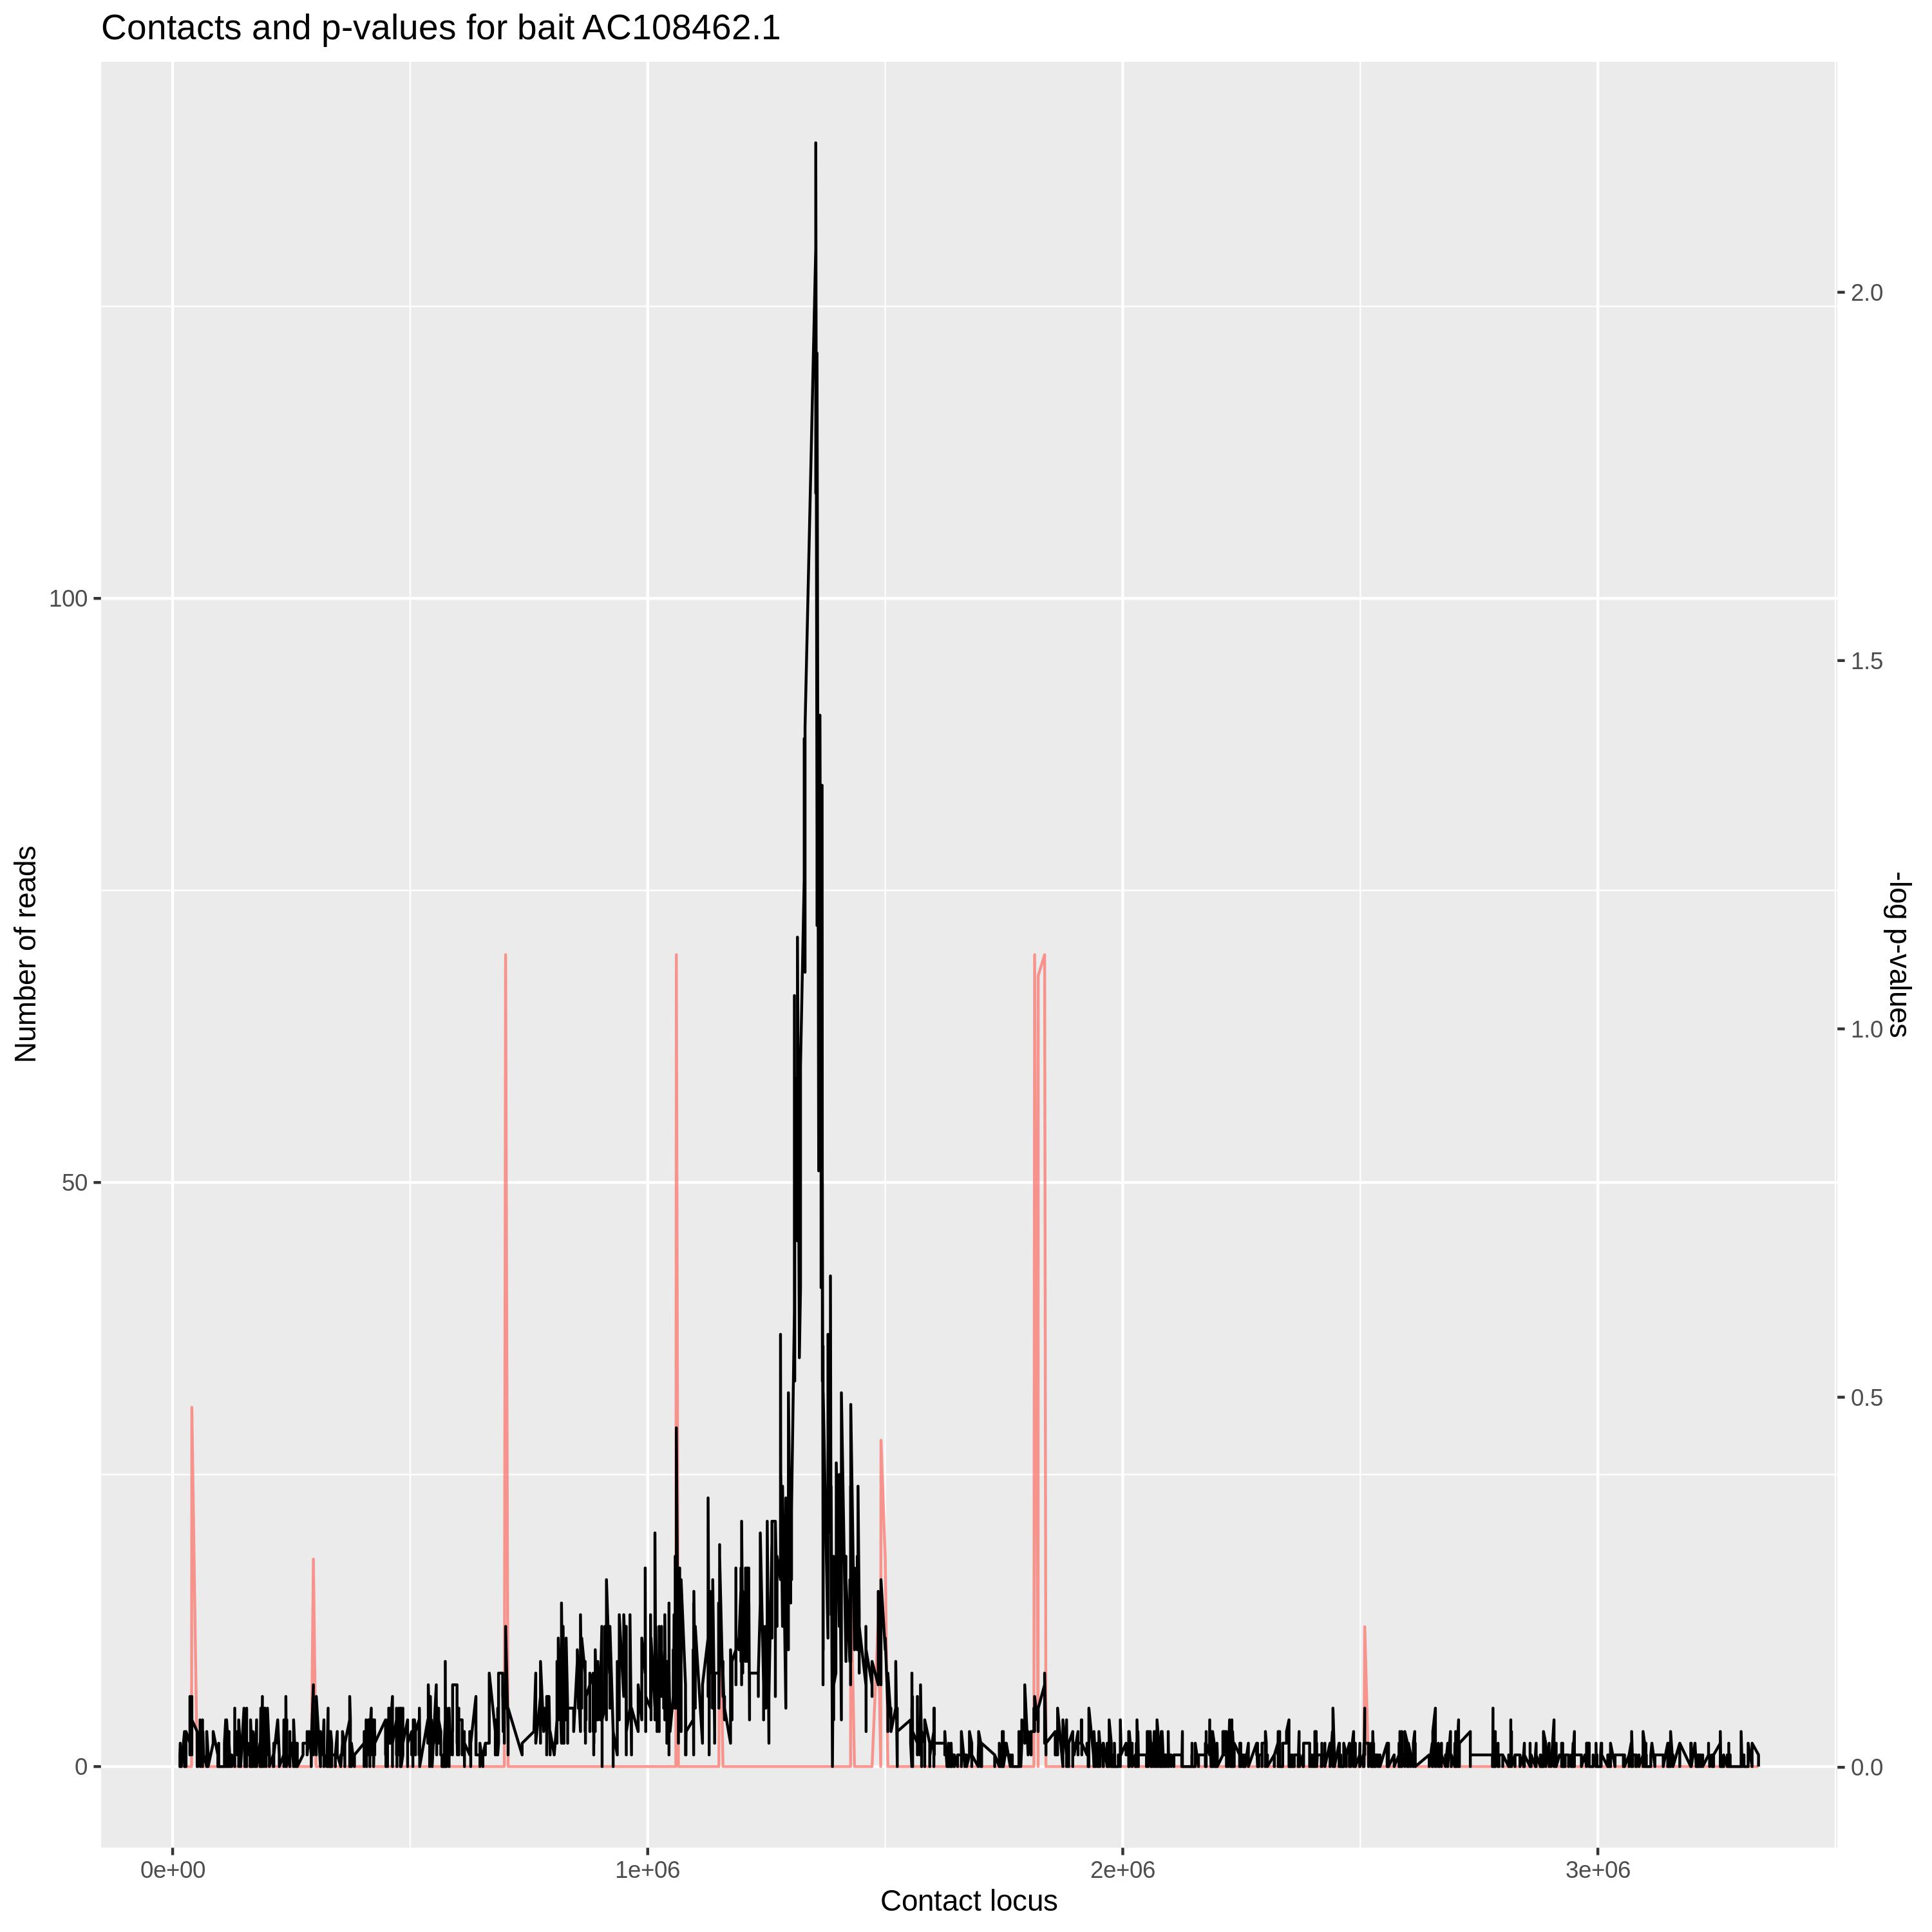 Contacts and p-values for bait AC108462.1
Number of reads
100
50
0
2.0
1.5
1.0
0.5
0.0
-log p-values
0e+00 1e+06 2e+06 3e+06
Contact locus